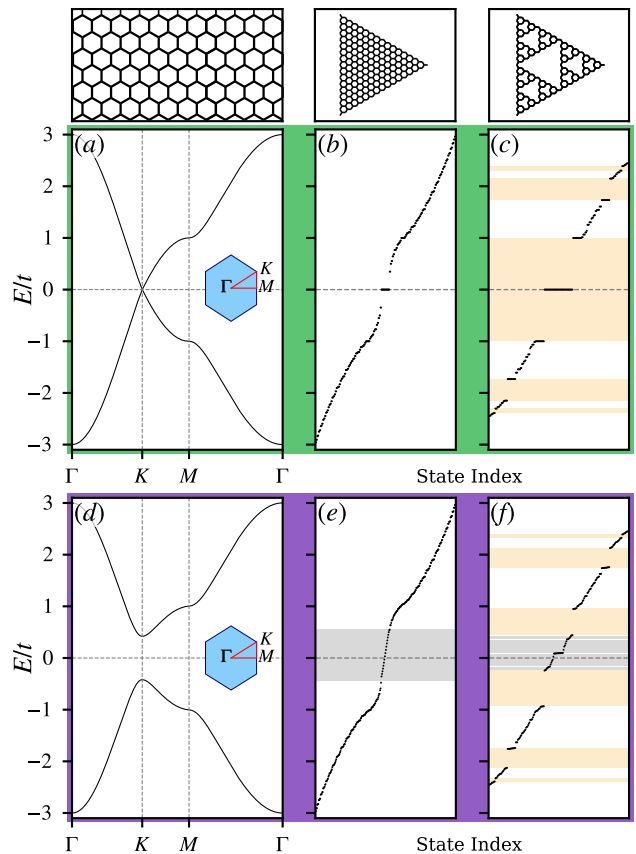 (a) (b) (c)
3
2
1
0
−1
−2
−3
E/t
K
Γ
M
Γ K M Γ
State Index
(d) (e) (f)
3
2
1
0
−1
−2
−3
E/t
K
Γ
M
Γ K M Γ
State Index